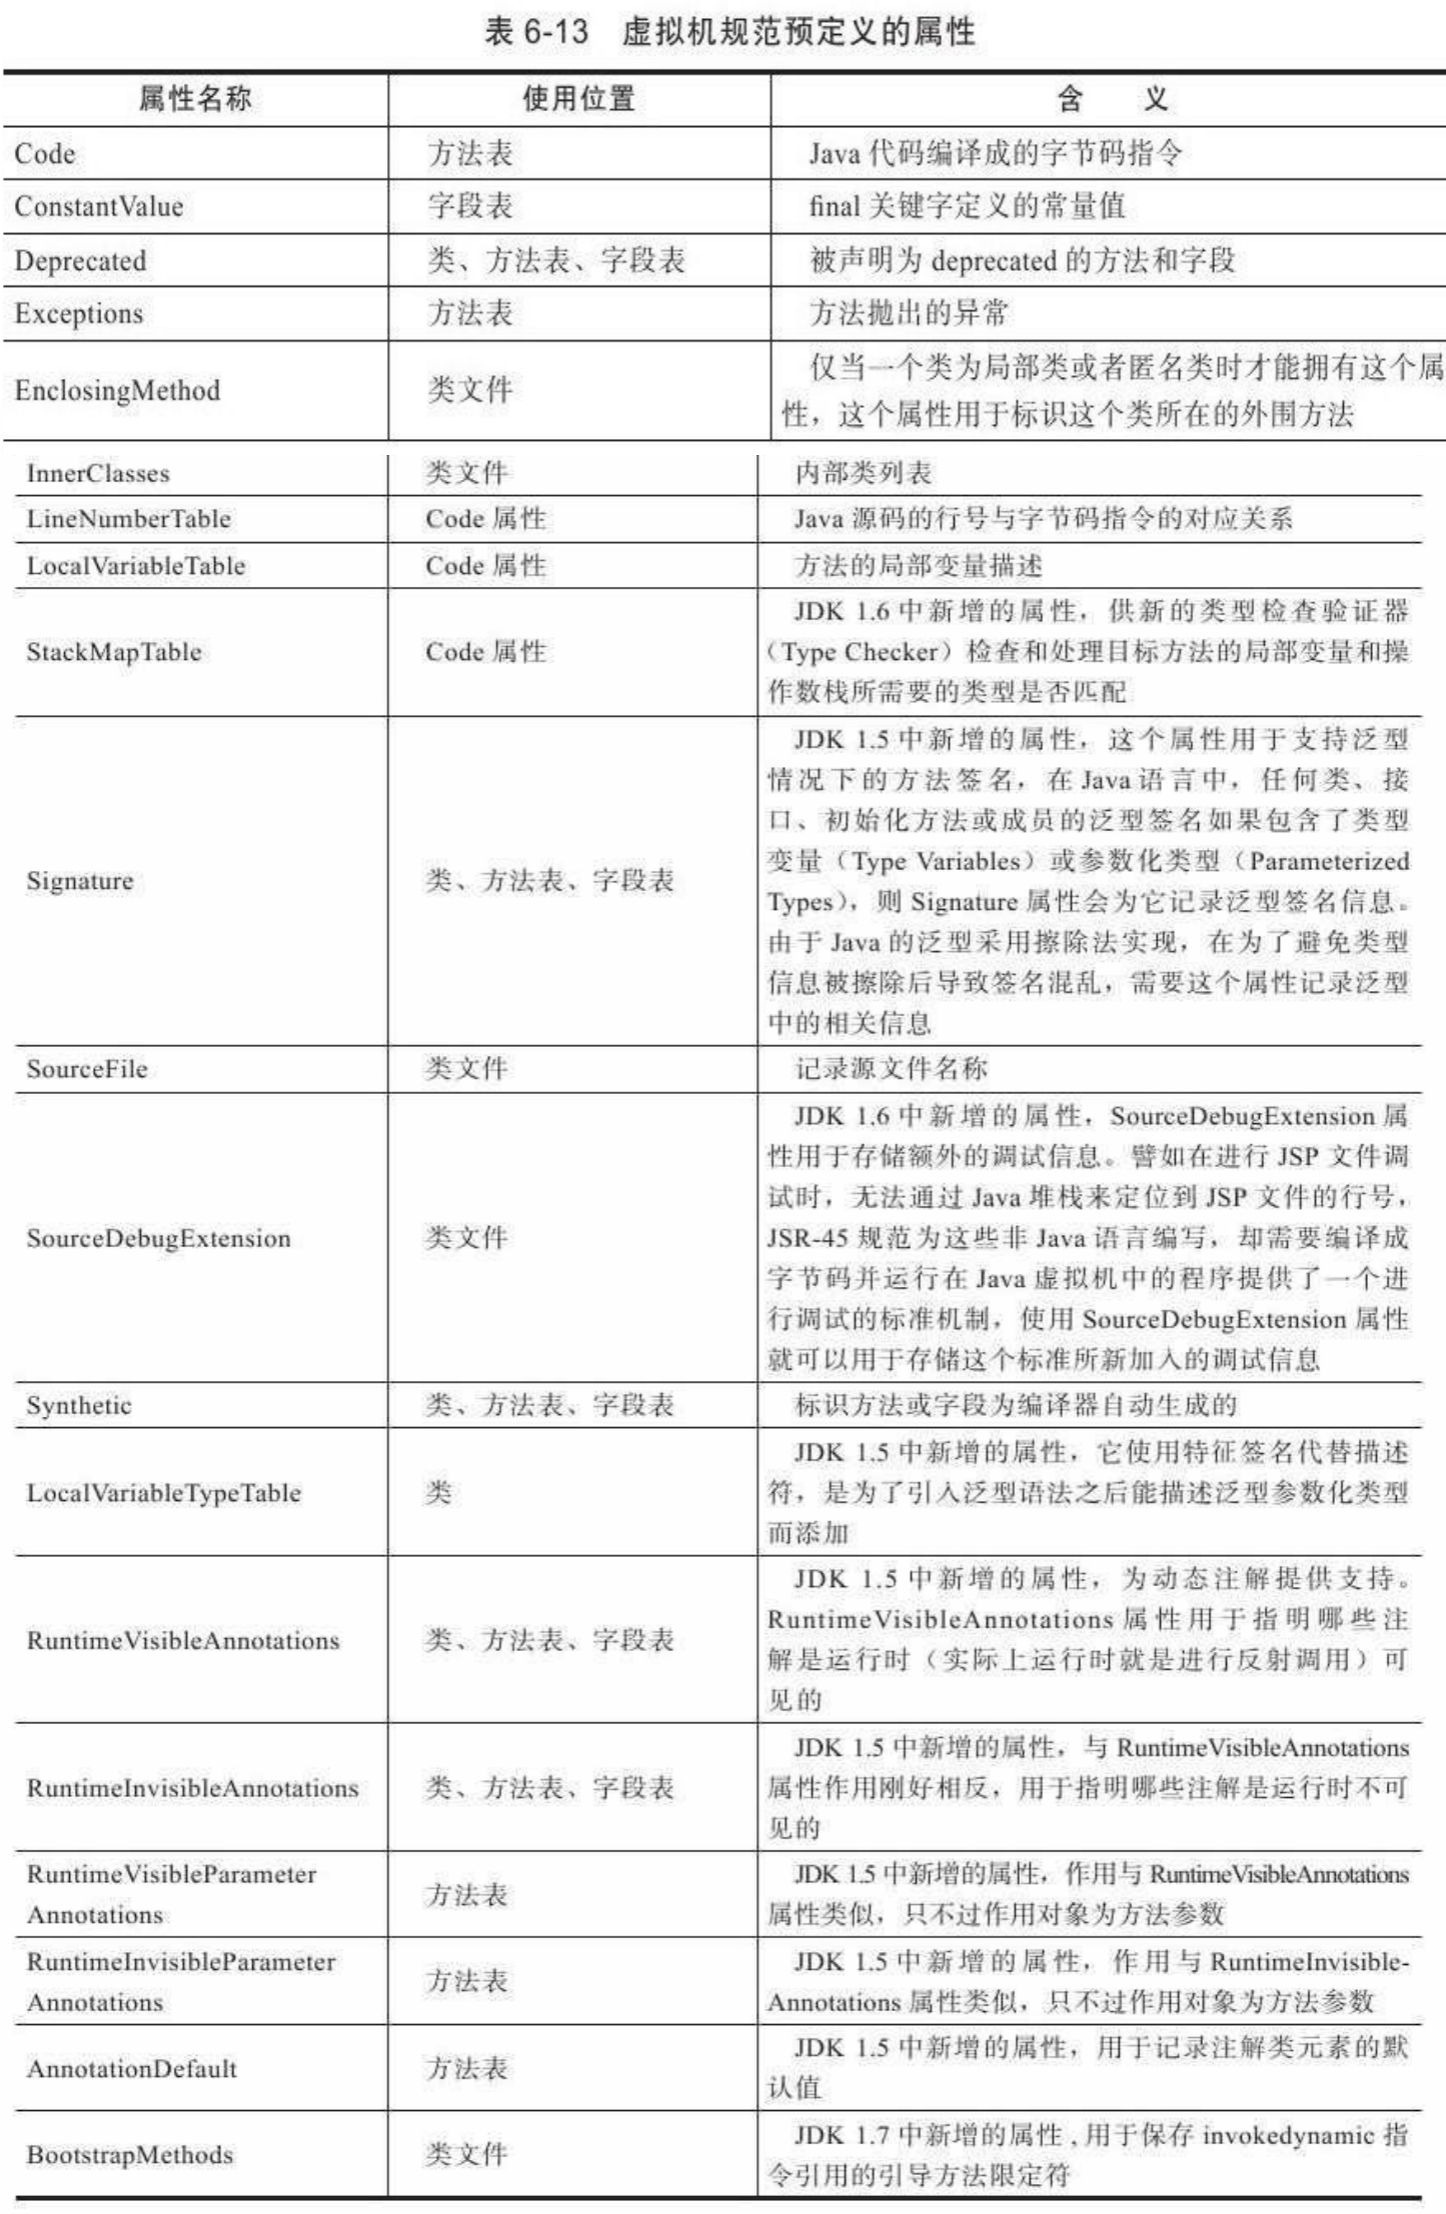 表 6-13 虚拟机规范预定义的属性
属性名称 使用位置 含 义
Code 方法表 Java 代码编译成的字节码指令
ConstantValue 字段表 final 关键字定义的常量值
Deprecated 类、方法表、字段表 被声明为 deprecated 的方法和字段
Exceptions 方法表 方法抛出的异常
EnclosingMethod 类文件 仅当一个类为局部类或者匿名类时才能拥有这个属
性，这个属性用于标识这个类所在的外围方法
InnerClasses 类文件 内部类列表
LineNumberTable Code 属性 Java 源码的行号与字节码指令的对应关系
LocalVariableTable Code 属性 方法的局部变量描述
StackMapTable Code 属性 JDK 1.6 中新增的属性，供新的类型检查验证器
（Type Checker）检查和处理目标方法的局部变量和操
作数栈所需要的类型是否匹配
Signature 类、方法表、字段表 JDK 1.5 中新增的属性，这个属性用于支持泛型
情况下的方法签名，在 Java 语言中，任何类、接
口、初始化方法或成员的泛型签名如果包含了类型
变量（Type Variables）或参数化类型（Parameterized
Types），则 Signature 属性会为它记录泛型签名信息。
由于 Java 的泛型采用擦除法实现，在为了避免类型
信息被擦除后导致签名混乱，需要这个属性记录泛型
中的相关信息
SourceFile 类文件 记录源文件名称
SourceDebugExtension 类文件 JDK 1.6 中新增的属性，SourceDebugExtension 属
性用于存储额外的调试信息。譬如在进行 JSP 文件调
试时，无法通过 Java 堆栈来定位到 JSP 文件的行号，
JSR-45 规范为这些非 Java 语言编写，却需要编译成
字节码并运行在 Java 虚拟机中的程序提供了一个进
行调试的标准机制，使用 SourceDebugExtension 属性
就可以用于存储这个标准所新加入的调试信息
Synthetic 类、方法表、字段表 标识方法或字段为编译器自动生成的
LocalVariableTypeTable 类 JDK 1.5 中新增的属性，它使用特征签名代替描述
符，是为了引入泛型语法之后能描述泛型参数化类型
而添加
RuntimeVisibleAnnotations 类、方法表、字段表 JDK 1.5 中新增的属性，为动态注解提供支持。
RuntimeVisibleAnnotations 属性用于指明哪些注
解是运行时（实际上运行时就是进行反射调用）可
见的
RuntimeInvisibleAnnotations 类、方法表、字段表 JDK 1.5 中新增的属性，与 RuntimeVisibleAnnotations
属性作用刚好相反，用于指明哪些注解是运行时不可
见的
RuntimeVisibleParameter
Annotations 方法表 JDK 1.5 中新增的属性，作用与 RuntimeVisibleAnnotations
属性类似，只不过作用对象为方法参数
RuntimeInvisibleParameter
Annotations 方法表 JDK 1.5 中新增的属性，作用与 RuntimeInvisible-
Annotations 属性类似，只不过作用对象为方法参数
AnnotationDefault 方法表 JDK 1.5 中新增的属性，用于记录注解类元素的默
认值
BootstrapMethods 类文件 JDK 1.7 中新增的属性 , 用于保存 invokedynamic 指
令引用的引导方法限定符